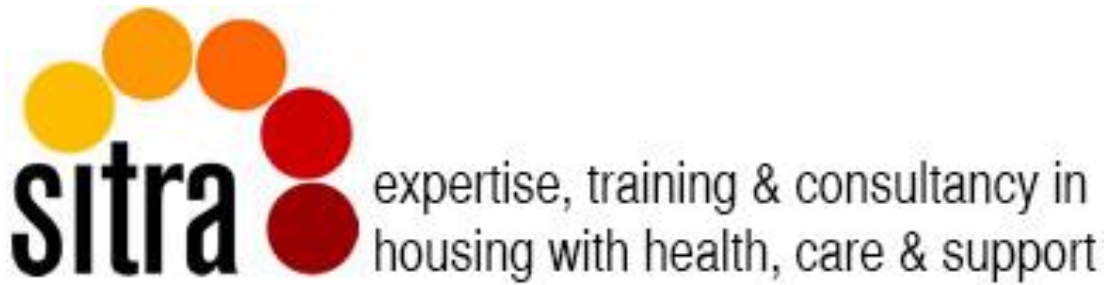 sitra
expertise, training & consultancy in
housing with health, care & support